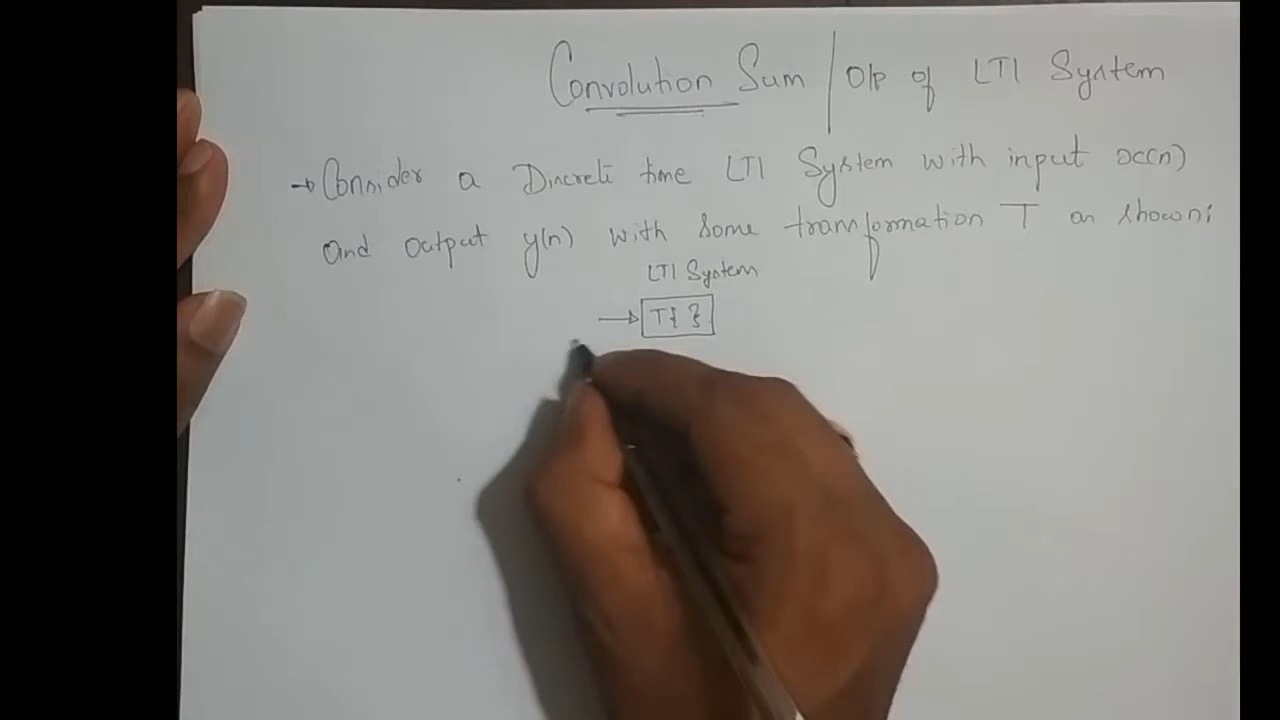 Convolution Sum / O/p of LTI System
→ Consider a Discrete time LTI System with input x(n)
and output y(n) with some transformation T as shown;
LTI System
→ T{ }